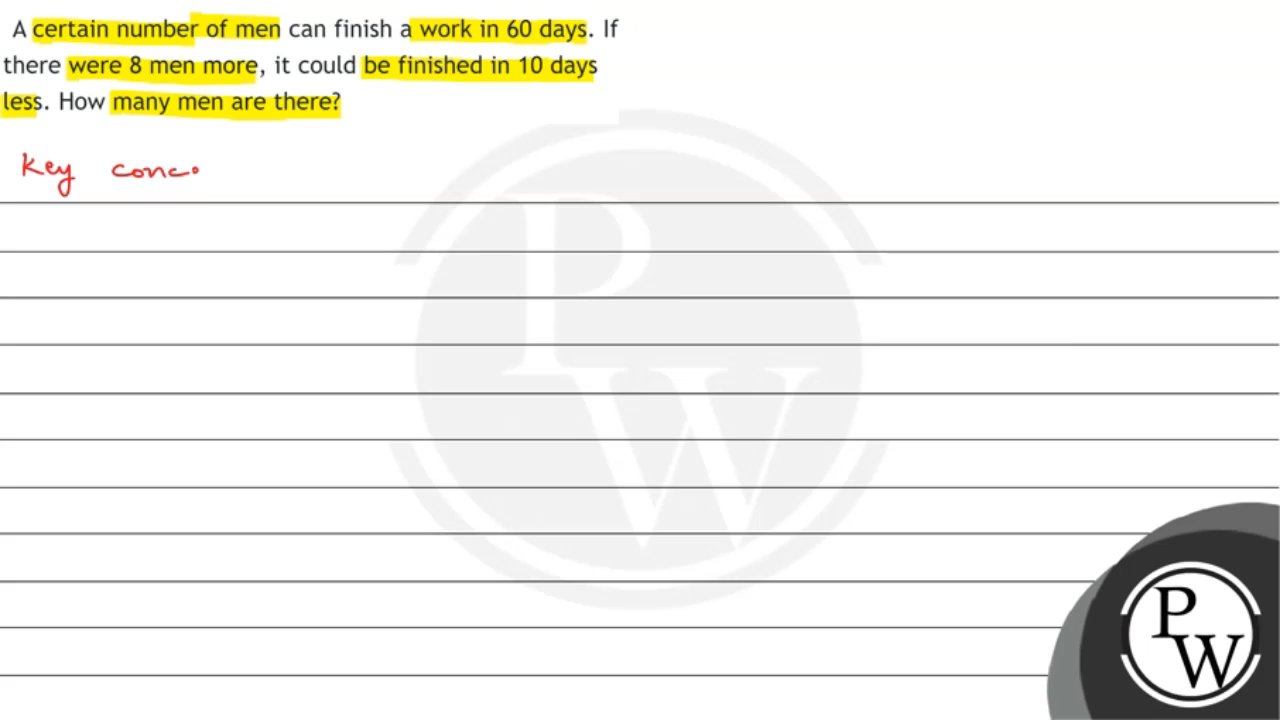 A certain number of men can finish a work in 60 days. If
there were 8 men more, it could be finished in 10 days
less. How many men are there?
Key conc
P
W
P
W